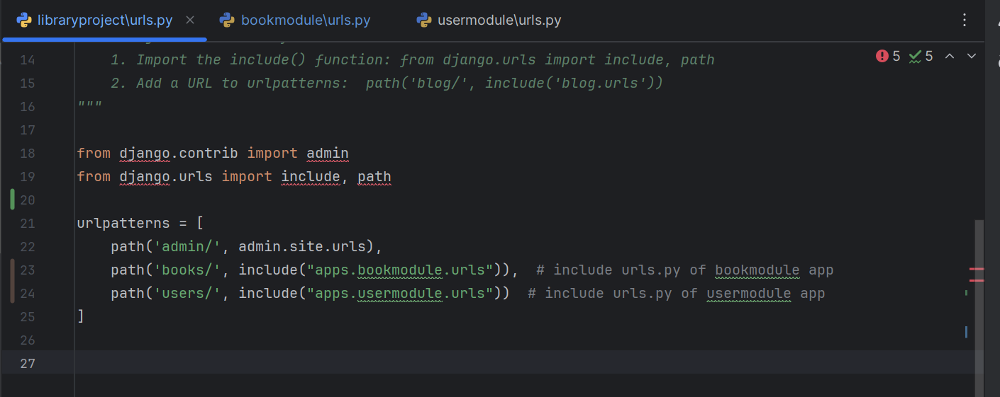 libraryproject\urls.py bookmodule\urls.py usermodule\urls.py
14 1. Import the include() function: from django.urls import include, path
5 5
15 2. Add a URL to urlpatterns:  path('blog/', include('blog.urls'))
16 """
17
18 from django.contrib import admin
19 from django.urls import include, path
20
21 urlpatterns = [
22 path('admin/', admin.site.urls),
23 path('books/', include("apps.bookmodule.urls")),  # include urls.py of bookmodule app
24 path('users/', include("apps.usermodule.urls"))  # include urls.py of usermodule app
25 ]
26
27